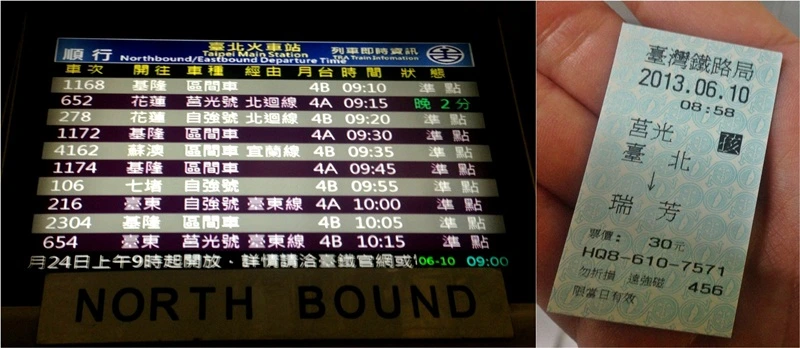 順行 臺北火車站 列車即時資訊
Taipei Main Station
Northbound/Eastbound Departure Time TRA Train Information
車次 開往 車種 經由 月台 時間 狀態
1168 基隆 區間車 4B 09:10 準點
652 花蓮 莒光號 北迴線 4A 09:15 晚 2 分
278 花蓮 自強號 北迴線 4B 09:20 準點
1172 基隆 區間車 4A 09:30 準點
4162 蘇澳 區間車 宜蘭線 4B 09:35 準點
1174 基隆 區間車 4A 09:45 準點
106 七堵 自強號 4B 09:55 準點
216 臺東 自強號 臺東線 4A 10:00 準點
2304 基隆 區間車 4B 10:05 準點
654 臺東 莒光號 臺東線 4B 10:15 準點
月24日上午9時起開放、詳情請洽臺鐵官網或 06-10 09:00
NORTH BOUND
臺灣鐵路局
2013.06.10
08:58
莒光 孩
臺 北
↓
瑞 芳
票價: 30元
HQ8-610-7571
勿折損 遠強磁 456
限當日有效